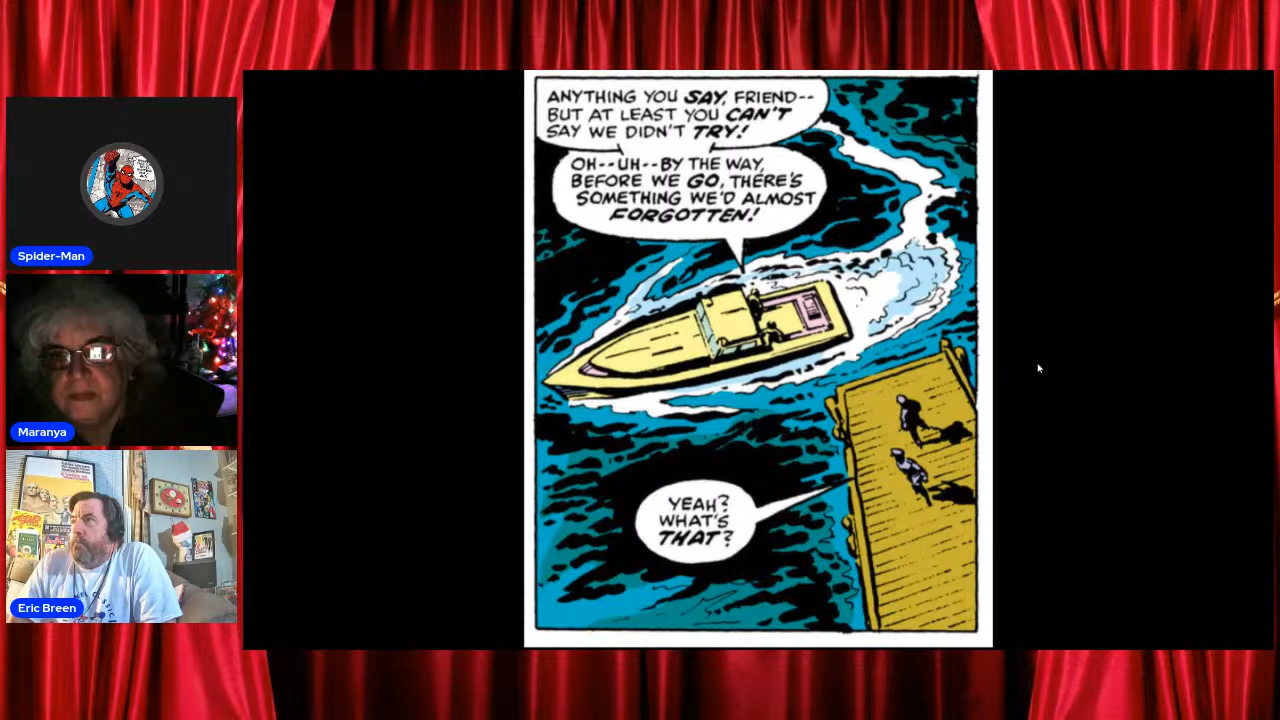 ANYTHING YOU SAY, FRIEND--
BUT AT LEAST YOU CAN'T
SAY WE DIDN'T TRY!
OH--UH--BY THE WAY,
BEFORE WE GO, THERE'S
SOMETHING WE'D ALMOST
FORGOTTEN!
YEAH?
WHAT'S
THAT?
Spider-Man
Maranya
Eric Breen